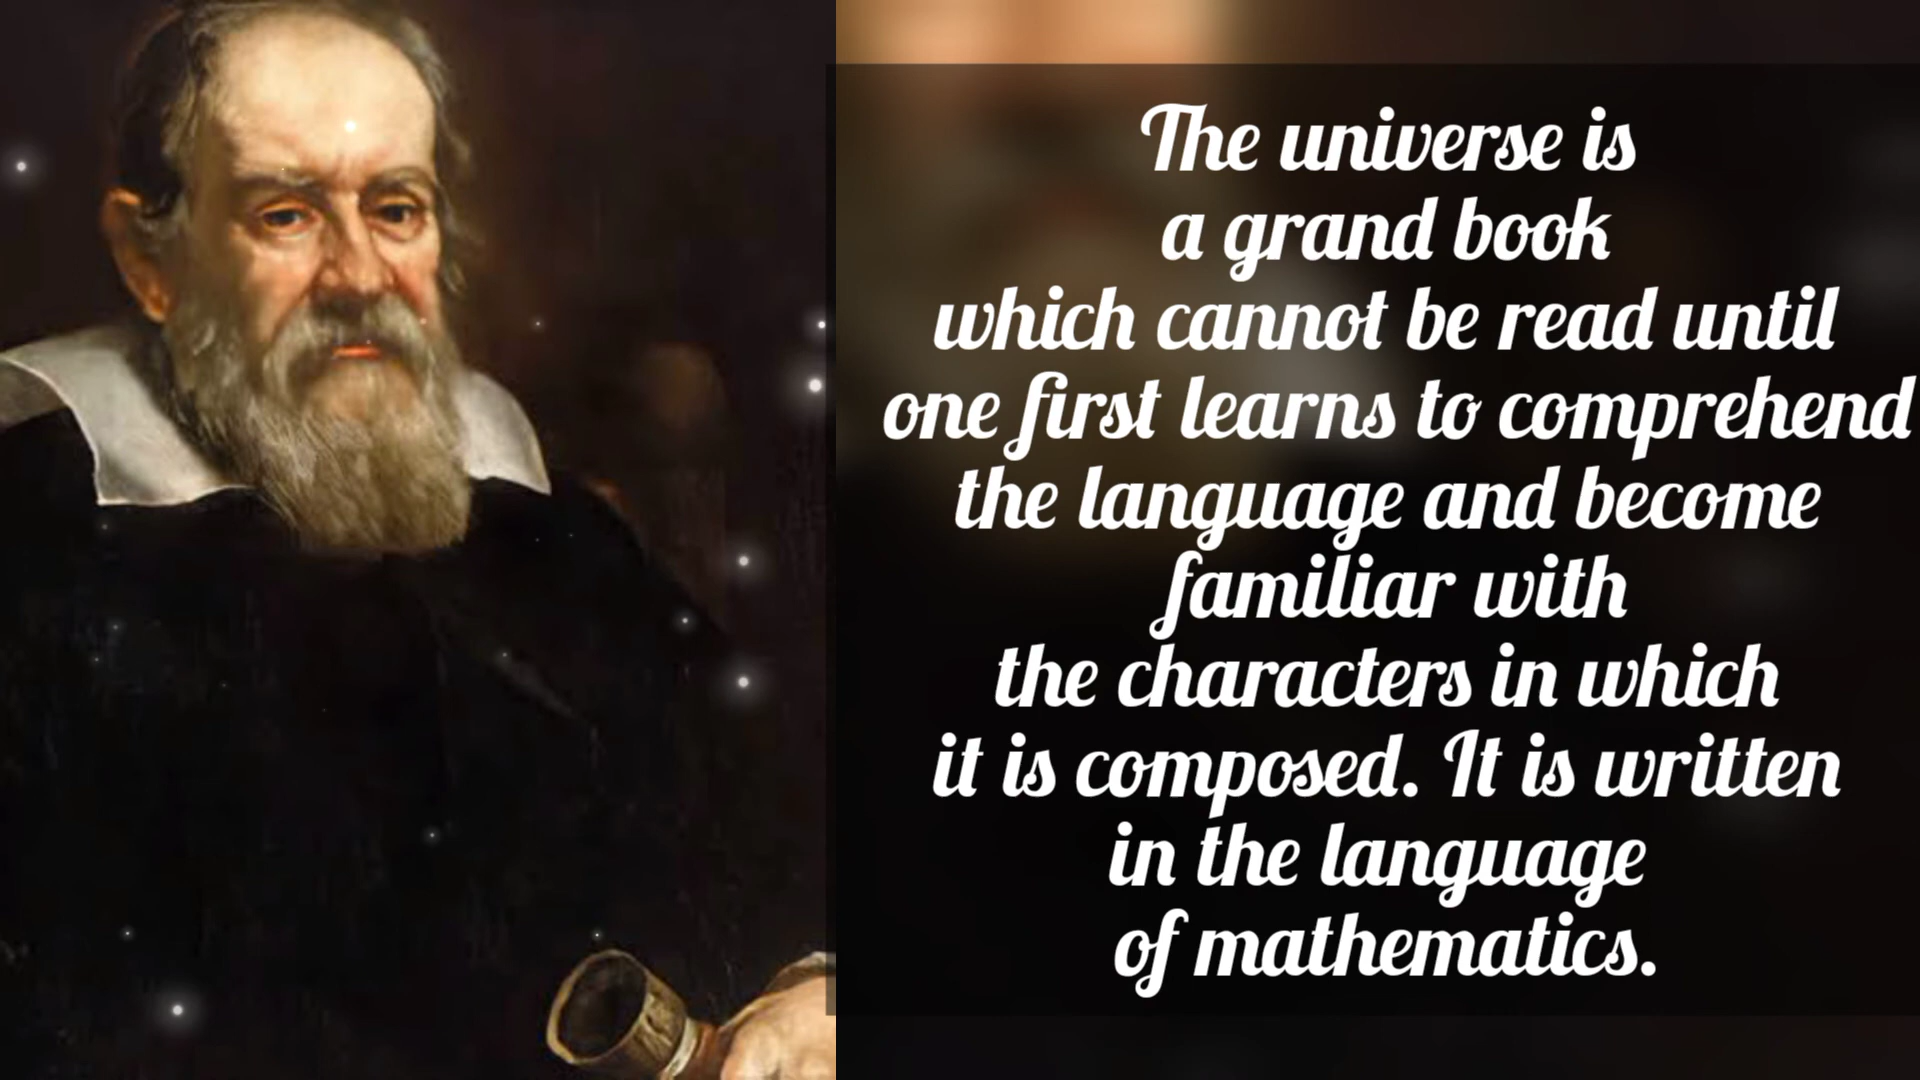 The universe is
a grand book
which cannot be read until
one first learns to comprehend
the language and become
familiar with
the characters in which
it is composed. It is written
in the language
of mathematics.